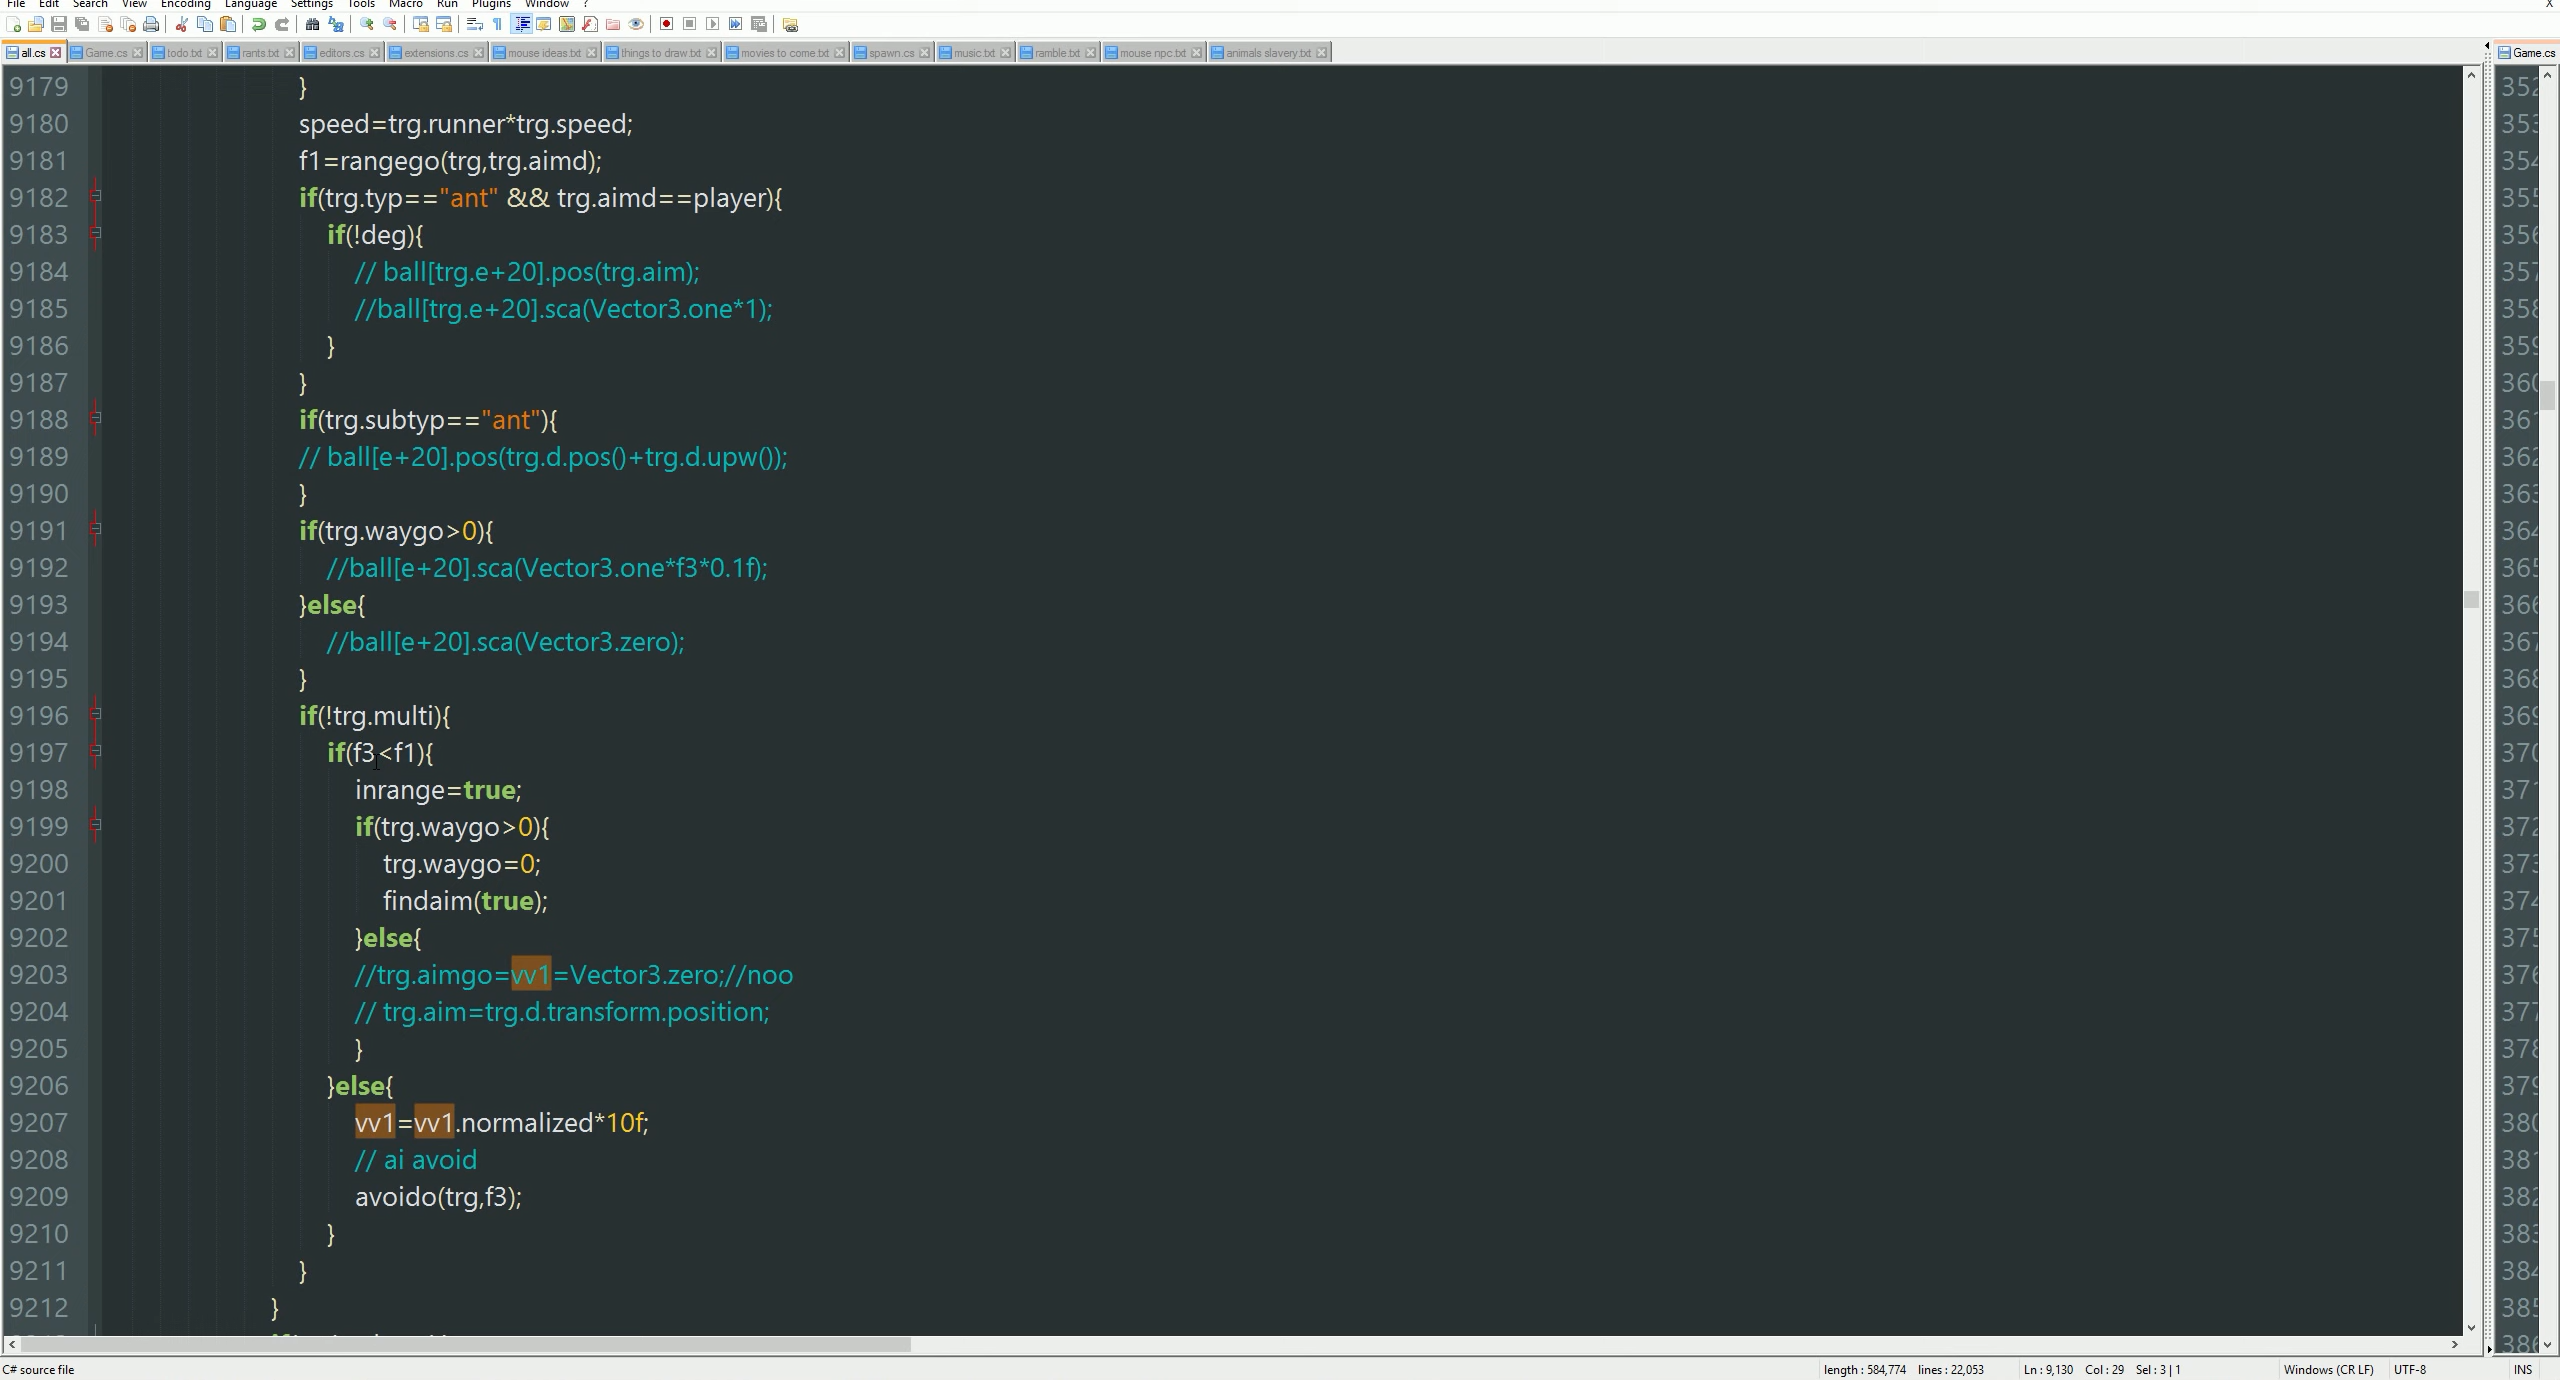 File Edit Search View Encoding Language Settings Tools Macro Run Plugins Window ? X
all.cs Game.cs todo.txt rants.txt editors.cs extensions.cs mouse ideas.txt things to draw.txt movies to come.txt spawn.cs music.txt ramble.txt mouse npc.txt animals slavery.txt Game.cs
9179 }
9180 speed=trg.runner*trg.speed;
9181 f1=rangego(trg,trg.aimd);
9182 if(trg.typ=="ant" && trg.aimd==player){
9183 if(!deg){
9184 // ball[trg.e+20].pos(trg.aim);
9185 //ball[trg.e+20].sca(Vector3.one*1);
9186 }
9187 }
9188 if(trg.subtyp=="ant"){
9189 // ball[e+20].pos(trg.d.pos()+trg.d.upw());
9190 }
9191 if(trg.waygo>0){
9192 //ball[e+20].sca(Vector3.one*f3*0.1f);
9193 }else{
9194 //ball[e+20].sca(Vector3.zero);
9195 }
9196 if(!trg.multi){
9197 if(f3<f1){
9198 inrange=true;
9199 if(trg.waygo>0){
9200 trg.waygo=0;
9201 findaim(true);
9202 }else{
9203 //trg.aimgo=vv1=Vector3.zero;//noo
9204 // trg.aim=trg.d.transform.position;
9205 }
9206 }else{
9207 vv1=vv1.normalized*10f;
9208 // ai avoid
9209 avoido(trg,f3);
9210 }
9211 }
9212 }
C# source file length : 584,774 lines : 22,053 Ln : 9,130 Col : 29 Sel : 3 | 1 Windows (CR LF) UTF-8 INS